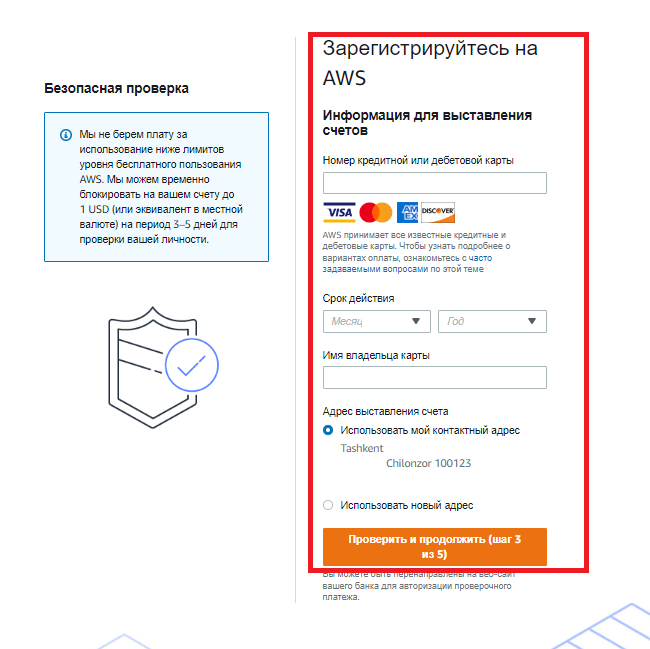 Безопасная проверка
Мы не берем плату за
использование ниже лимитов
уровня бесплатного пользования
AWS. Мы можем временно
блокировать на вашем счету до
1 USD (или эквивалент в местной
валюте) на период 3–5 дней для
проверки вашей личности.
Зарегистрируйтесь на
AWS
Информация для выставления
счетов
Номер кредитной или дебетовой карты
VISA AM EX DISCOVER
AWS принимает все известные кредитные и
дебетовые карты. Чтобы узнать подробнее о
вариантах оплаты, ознакомьтесь с часто
задаваемыми вопросами по этой теме
Срок действия
Месяц Год
Имя владельца карты
Адрес выставления счета
Использовать мой контактный адрес
Tashkent
Chilonzor 100123
Использовать новый адрес
Проверить и продолжить (шаг 3
из 5)
Вы можете быть перенаправлены на веб-сайт
вашего банка для авторизации проверочного
платежа.